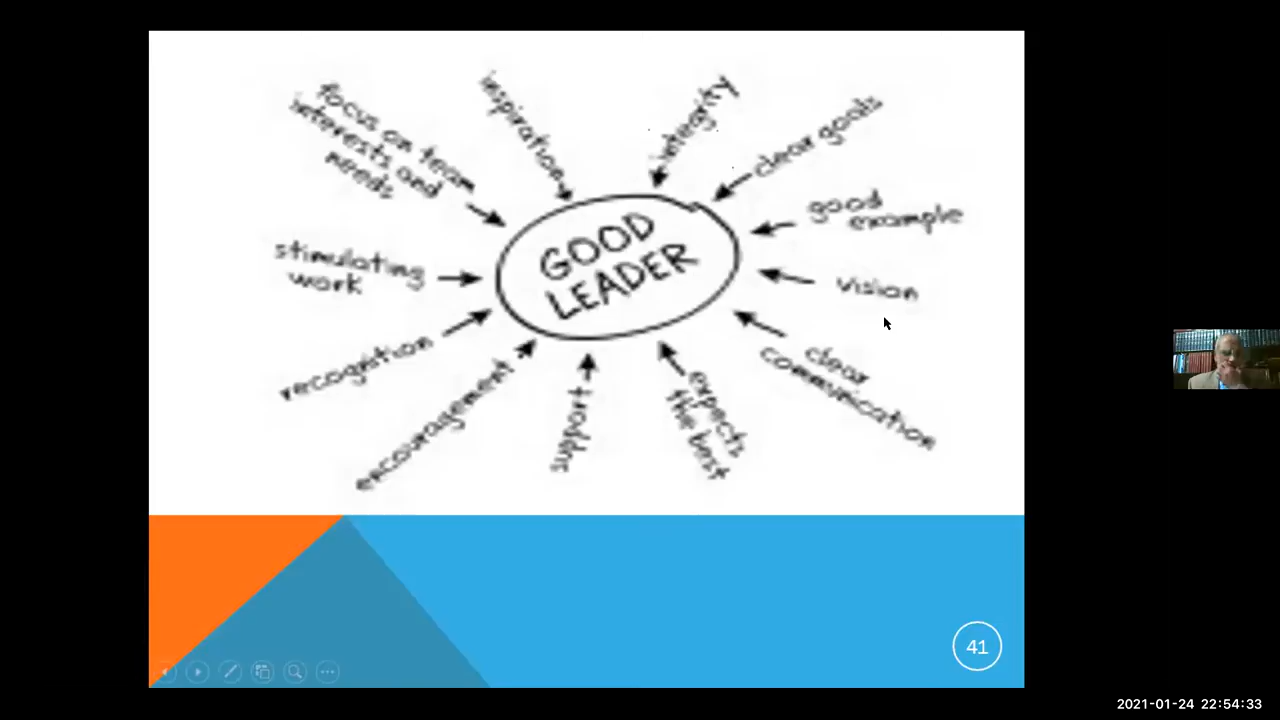 focus on team
interests and
needs
inspiration
integrity
clear goals
good
example
vision
clear
communication
expects
the best
support
encouragement
recognition
stimulating
work
GOOD
LEADER
41
2021-01-24 22:54:33